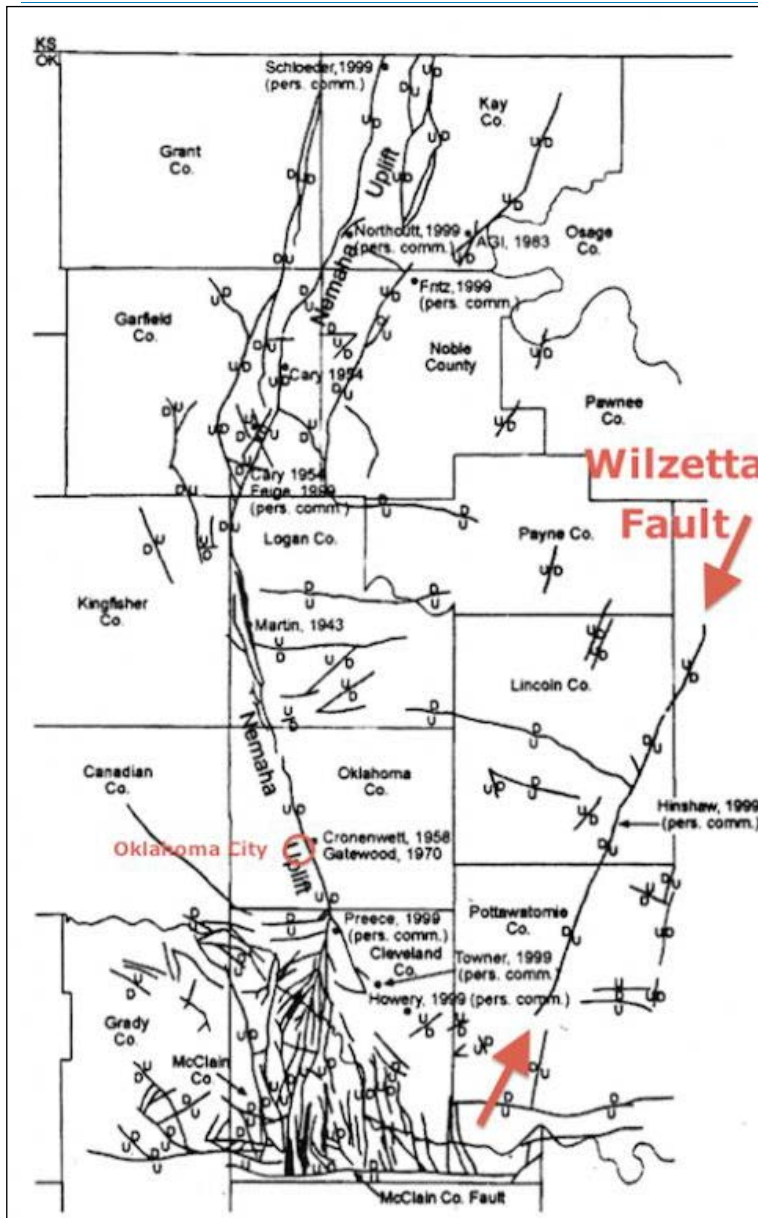 KS
OK
Schloeder, 1999
(pers. comm.)
Kay
Co.
Grant
Co.
Uplift
Northcutt, 1999
(pers. comm.)
AGI, 1983
Osage
Co.
Nemaha
Fritz, 1999
(pers. comm.)
Garfield
Co.
Noble
County
Cary 1954
Pawnee
Co.
Wilzetta
Fault
Cary 1954
Feige, 1999
(pers. comm.)
Logan Co.
Payne Co.
Kingfisher
Co.
Martin, 1943
Lincoln Co.
Nemaha
Canadian
Co.
Oklahoma
Co.
Hinshaw, 1999
(pers. comm.)
Oklahoma City
Cronenwett, 1958
Gatewood, 1970
Uplift
Preece, 1999
(pers. comm.)
Pottawatomie
Co.
Cleveland
Co.
Towner, 1999
(pers. comm.)
Howery, 1999 (pers. comm.)
Grady
Co.
McClain
Co.
McClain Co. Fault